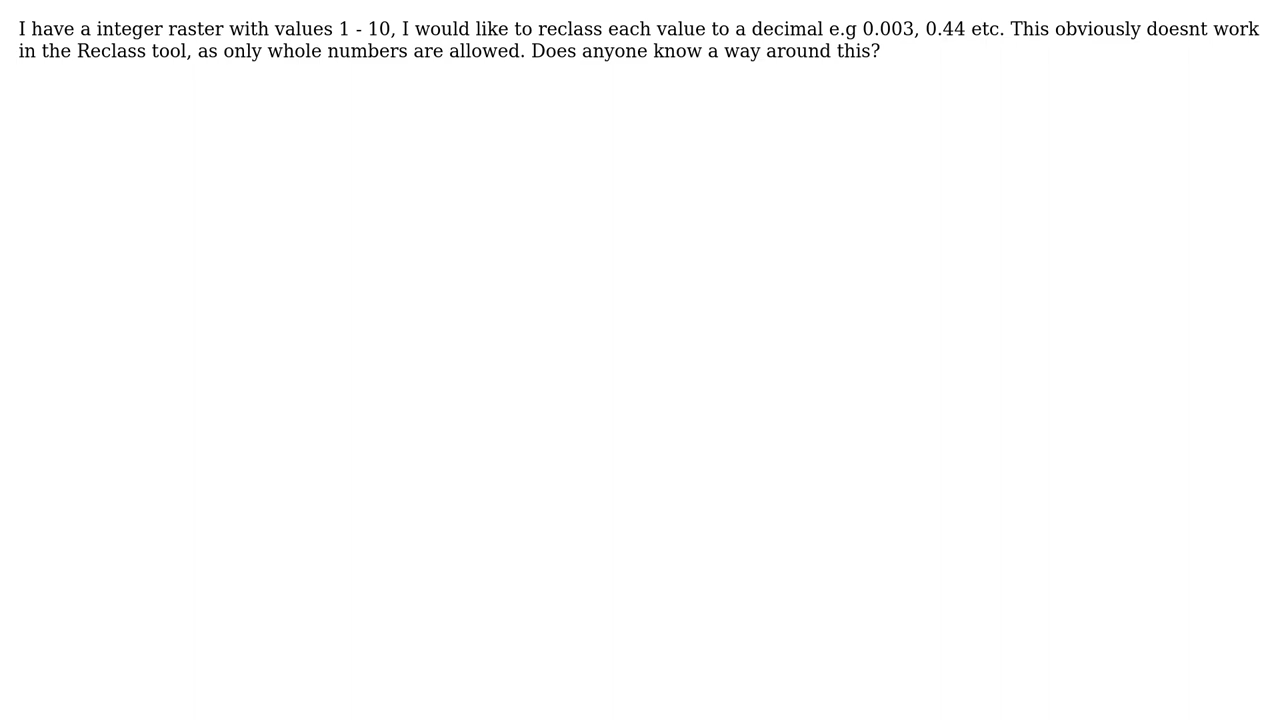 I have a integer raster with values 1 - 10, I would like to reclass each value to a decimal e.g 0.003, 0.44 etc. This obviously doesnt work
in the Reclass tool, as only whole numbers are allowed. Does anyone know a way around this?